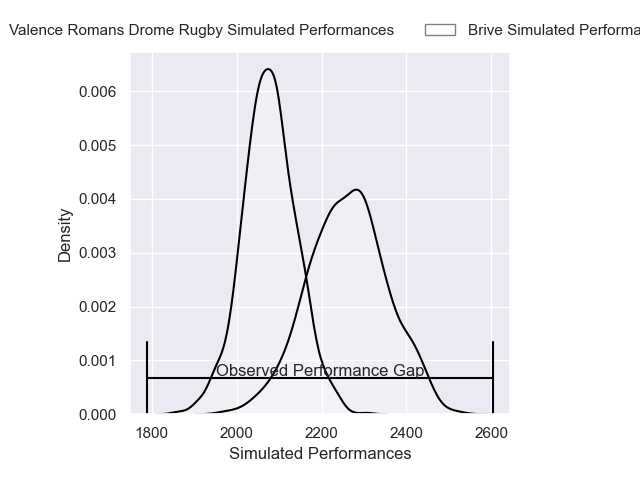 Valence Romans Drome Rugby Simulated Performances
Brive Simulated Performa
0.006
0.005
0.004
0.003
0.002
0.001
0.000
Density
Observed Performance Gap
1800 2000 2200 2400 2600
Simulated Performances